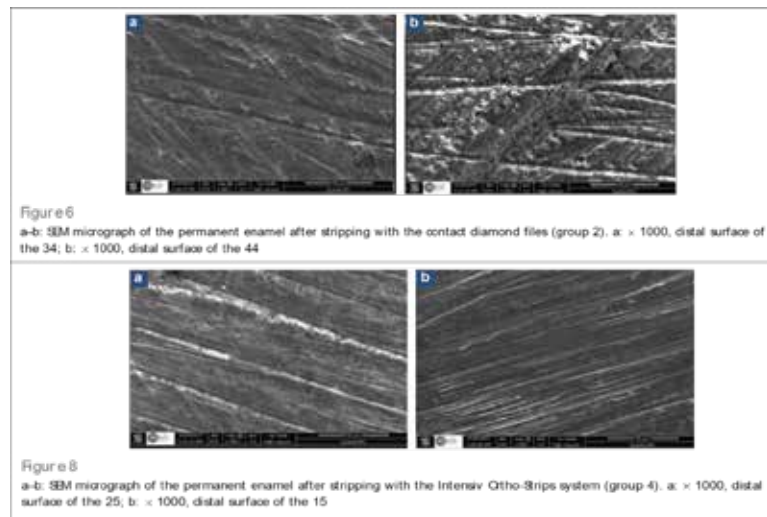 a
b
Figure 6
a–b: SEM micrograph of the permanent enamel after stripping with the contact diamond files (group 2). a: × 1000, distal surface of
the 34; b: × 1000, distal surface of the 44
a
b
Figure 8
a–b: SEM micrograph of the permanent enamel after stripping with the Intensiv Ortho-Strips system (group 4). a: × 1000, distal
surface of the 25; b: × 1000, distal surface of the 15